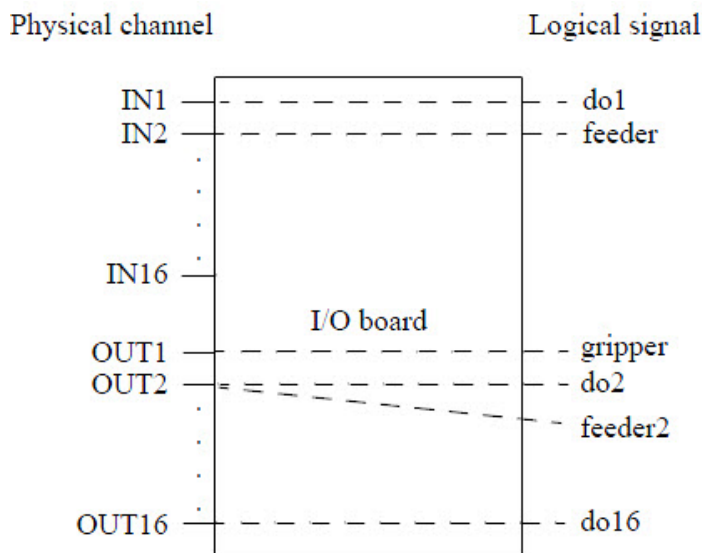 Physical channel Logical signal
IN1 do1
IN2 feeder
IN16
I/O board
OUT1 gripper
OUT2 do2
feeder2
OUT16 do16